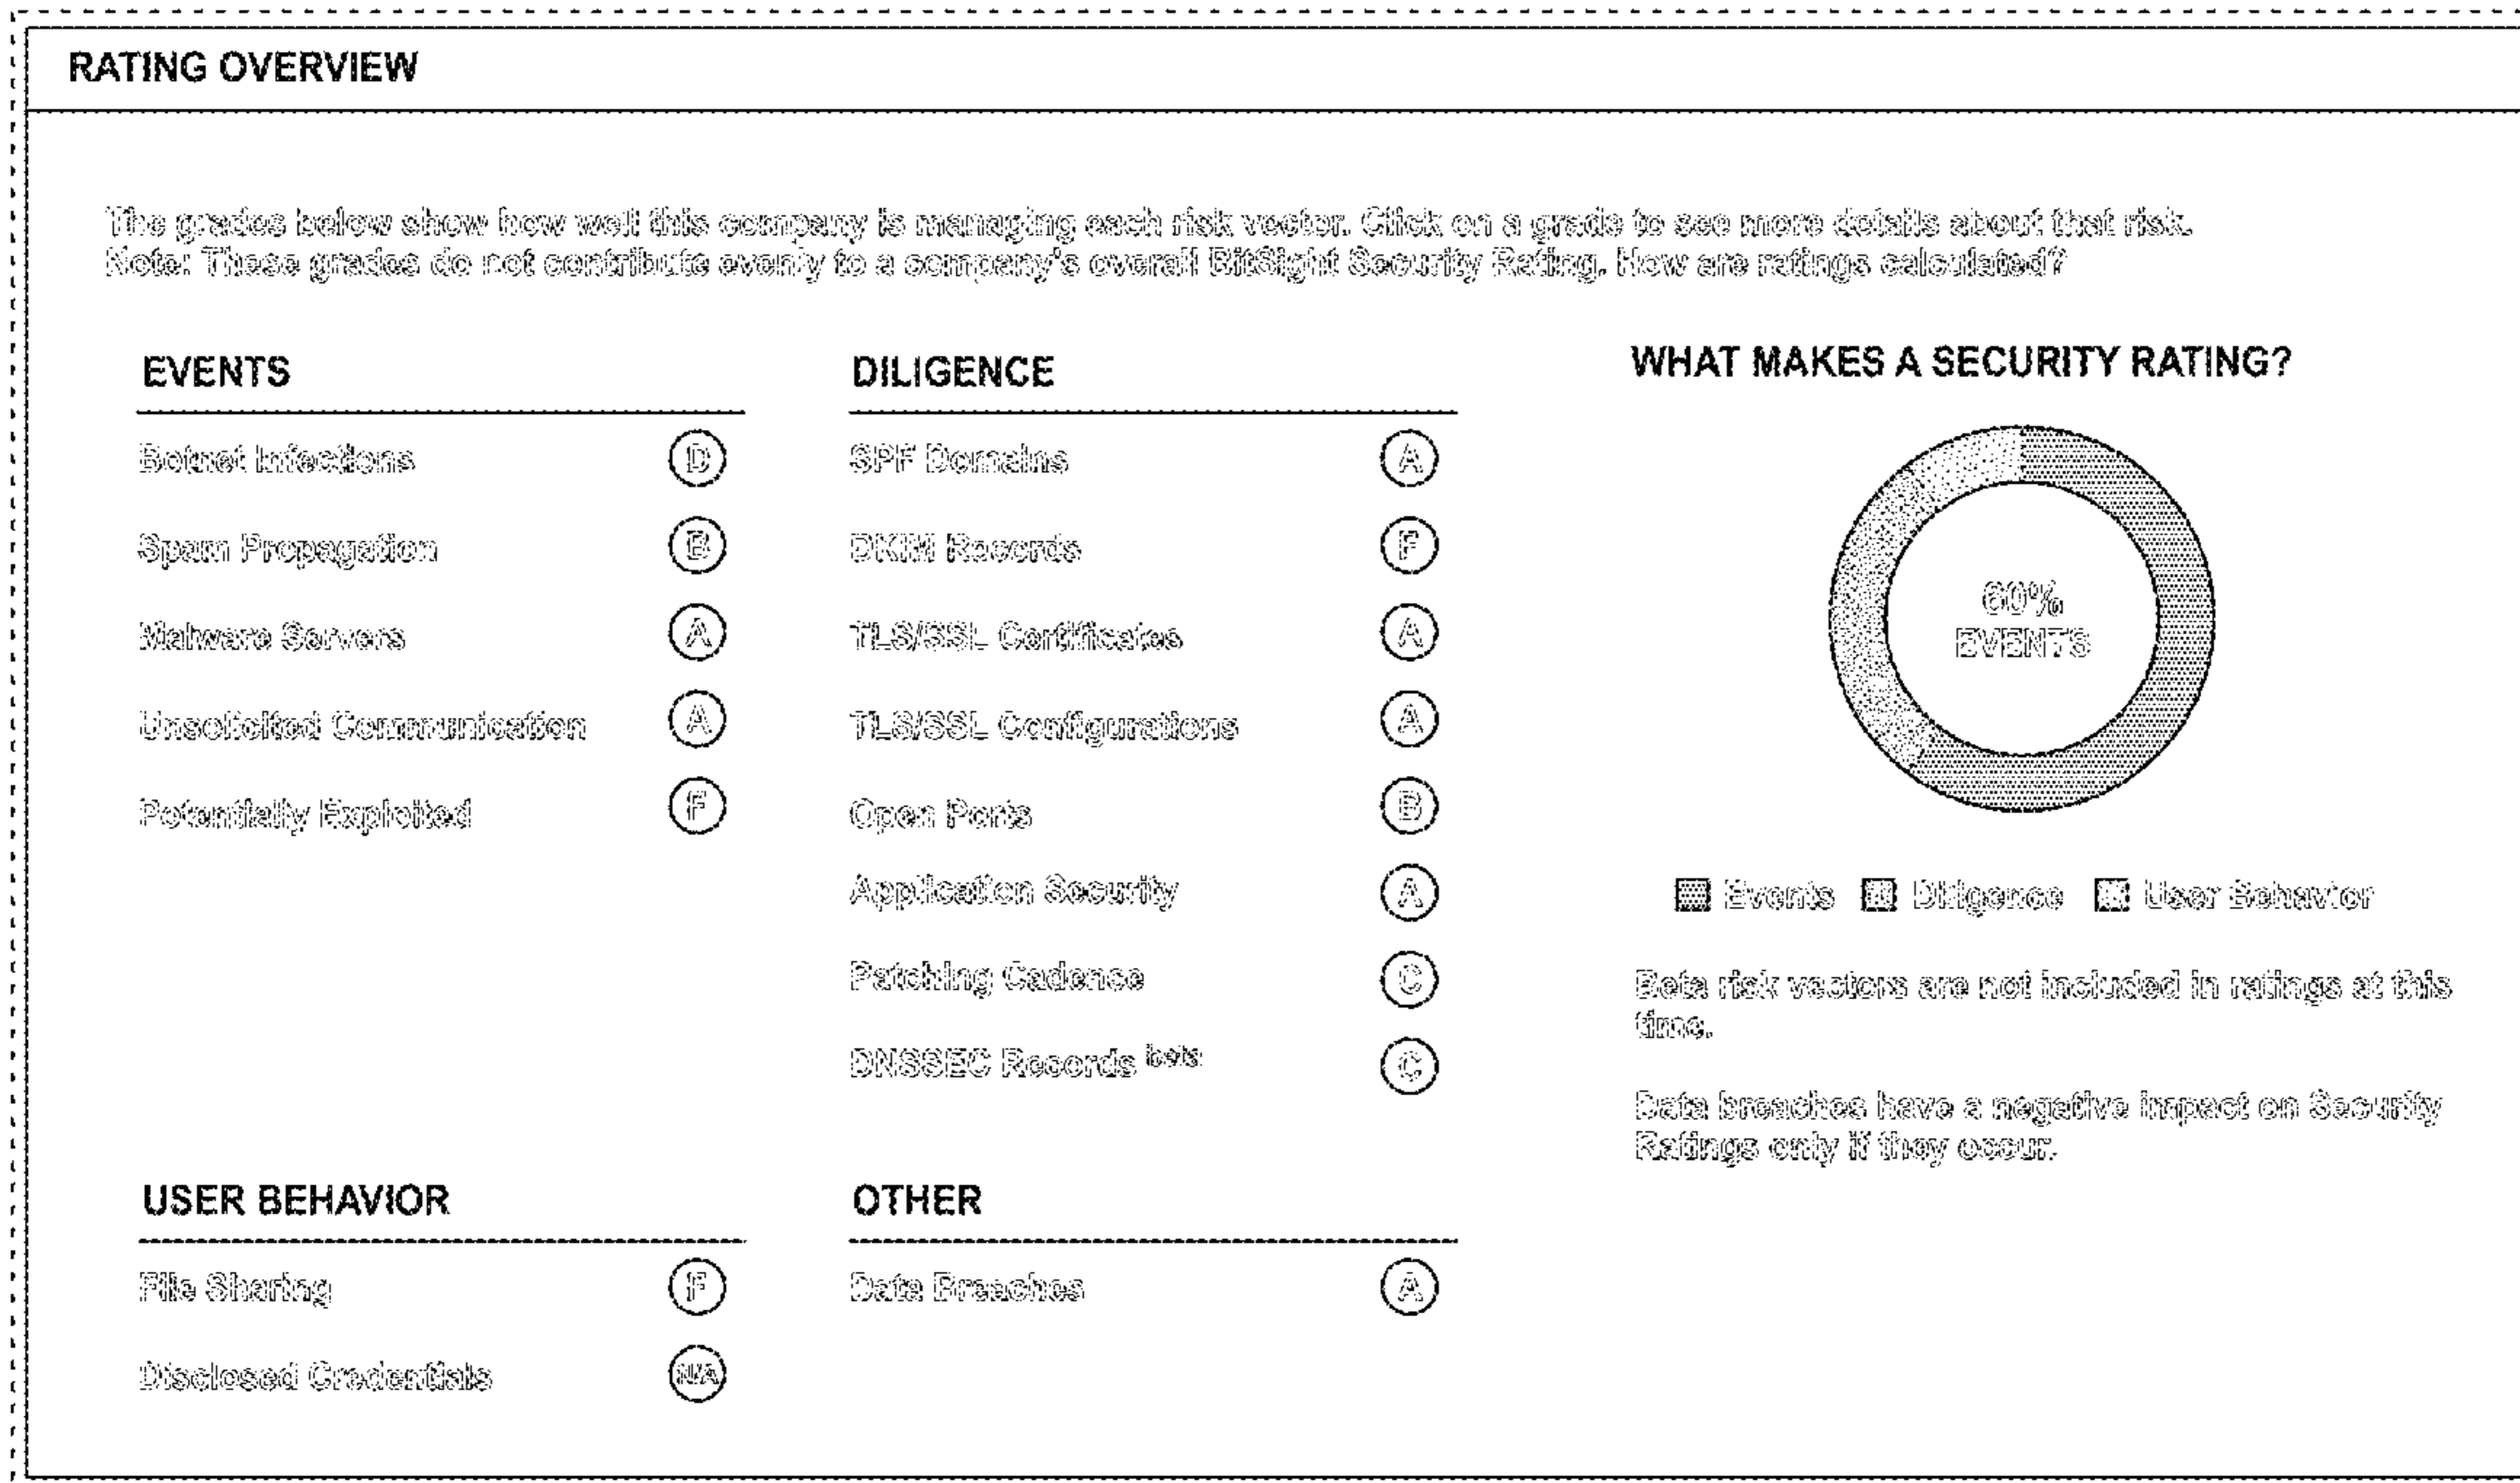 RATING OVERVIEW
The grades below show how well this company is managing each risk vector. Click on a grade to see more details about that risk.
Note: These grades do not contribute evenly to a company's overall BitSight Security Rating. How are ratings calculated?
EVENTS
Botnet Infections D
Spam Propagation B
Malware Servers A
Unsolicited Communication A
Potentially Exploited F
DILIGENCE
SPF Domains A
DKIM Records F
TLS/SSL Certificates A
TLS/SSL Configurations A
Open Ports B
Application Security A
Patching Cadence C
DNSSEC Records beta C
WHAT MAKES A SECURITY RATING?
60%
EVENTS
Events Diligence User Behavior
Beta risk vectors are not included in ratings at this
time.
Data breaches have a negative impact on Security
Ratings only if they occur.
USER BEHAVIOR
File Sharing F
Disclosed Credentials N/A
OTHER
Data Breaches A